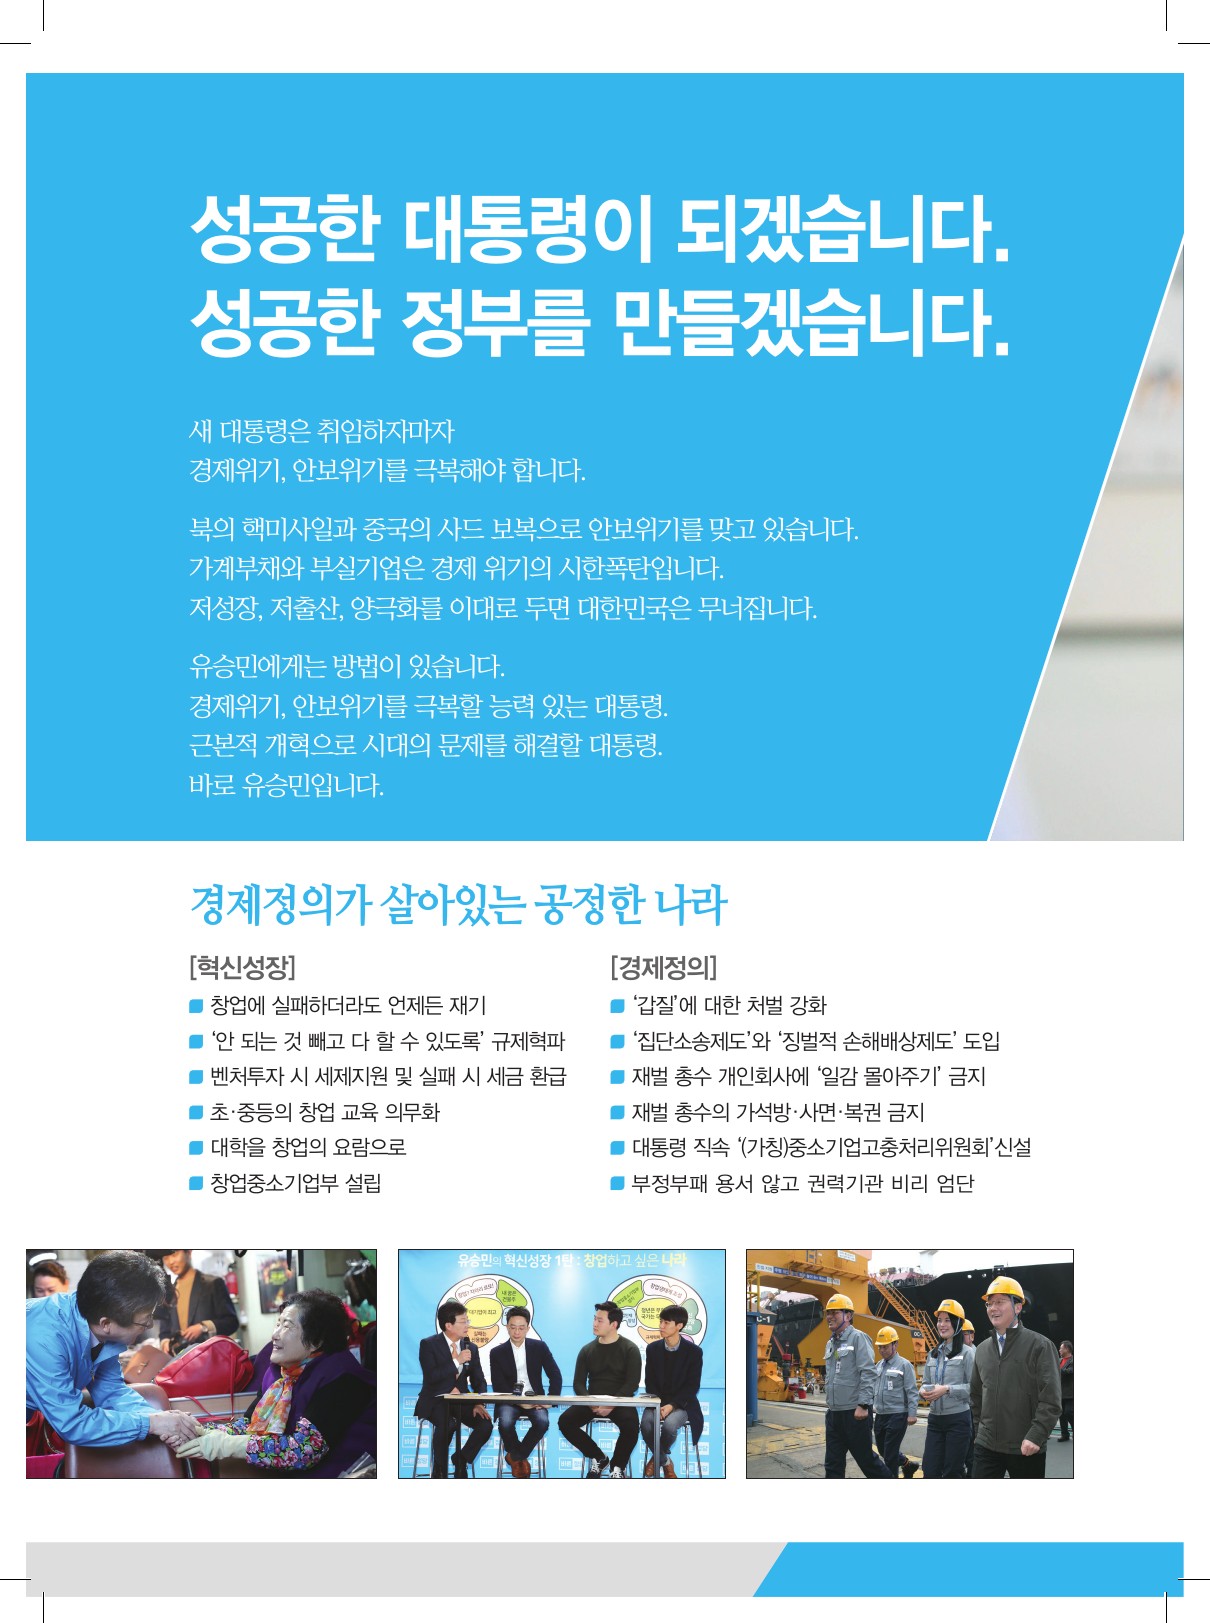 성공한 대통령이 되겠습니다.
성공한 정부를 만들겠습니다.
새 대통령은 취임하자마자
경제위기, 안보위기를 극복해야 합니다.
북의 핵미사일과 중국의 사드 보복으로 안보위기를 맞고 있습니다.
가계부채와 부실기업은 경제 위기의 시한폭탄입니다.
저성장, 저출산, 양극화를 이대로 두면 대한민국은 무너집니다.
유승민에게는 방법이 있습니다.
경제위기, 안보위기를 극복할 능력 있는 대통령.
근본적 개혁으로 시대의 문제를 해결할 대통령.
바로 유승민입니다.
경제정의가 살아있는 공정한 나라
[혁신성장]
창업에 실패하더라도 언제든 재기
‘안 되는 것 빼고 다 할 수 있도록’ 규제혁파
벤처투자 시 세제지원 및 실패 시 세금 환급
초·중등의 창업 교육 의무화
대학을 창업의 요람으로
창업중소기업부 설립
[경제정의]
‘갑질’에 대한 처벌 강화
‘집단소송제도’와 ‘징벌적 손해배상제도’ 도입
재벌 총수 개인회사에 ‘일감 몰아주기’ 금지
재벌 총수의 가석방·사면·복권 금지
대통령 직속 ‘(가칭)중소기업고충처리위원회’신설
부정부패 용서 않고 권력기관 비리 엄단
유승민의 혁신성장 1탄 : 창업하고 싶은 나라
대기업이 최고